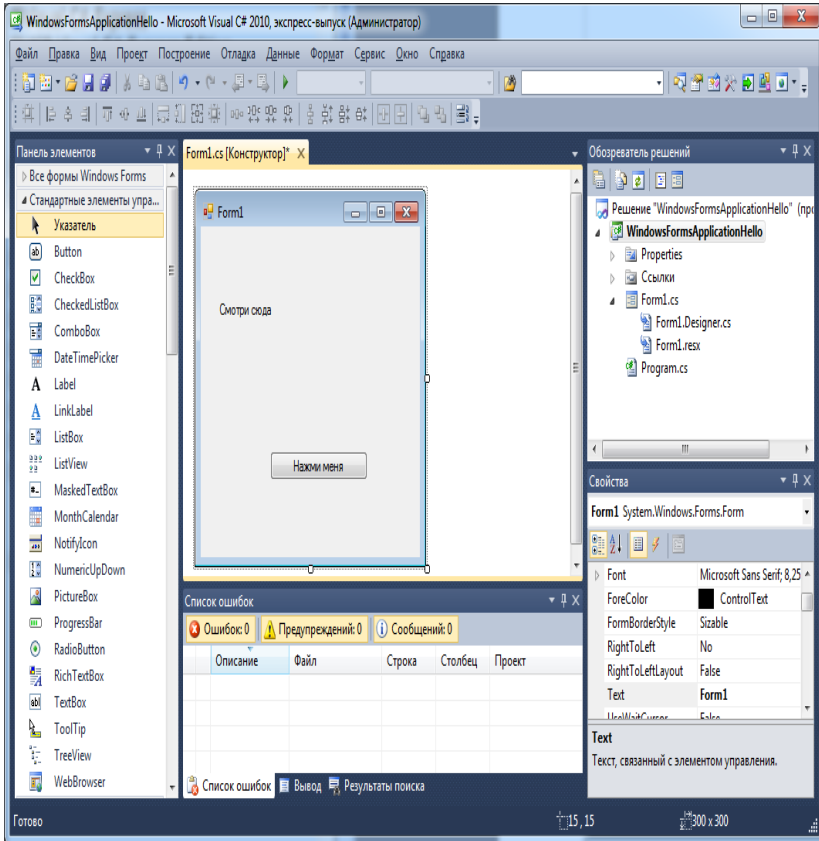 WindowsFormsApplicationHello - Microsoft Visual C# 2010, экспресс-выпуск (Администратор)
Файл Правка Вид Проект Построение Отладка Данные Формат Сервис Окно Справка
Панель элементов
Все формы Windows Forms
Стандартные элементы упра...
Указатель
Button
CheckBox
CheckedListBox
ComboBox
DateTimePicker
Label
LinkLabel
ListBox
ListView
MaskedTextBox
MonthCalendar
NotifyIcon
NumericUpDown
PictureBox
ProgressBar
RadioButton
RichTextBox
TextBox
ToolTip
TreeView
WebBrowser
Form1.cs [Конструктор]*
Form1
Смотри сюда
Нажми меня
Список ошибок
Ошибок: 0 Предупреждений: 0 Сообщений: 0
Описание Файл Строка Столбец Проект
Список ошибок Вывод Результаты поиска
Обозреватель решений
Решение "WindowsFormsApplicationHello" (про
WindowsFormsApplicationHello
Properties
Ссылки
Form1.cs
Form1.Designer.cs
Form1.resx
Program.cs
Свойства
Form1 System.Windows.Forms.Form
Font Microsoft Sans Serif; 8,25
ForeColor ControlText
FormBorderStyle Sizable
RightToLeft No
RightToLeftLayout False
Text Form1
UseWaitCursor False
Text
Текст, связанный с элементом управления.
Готово 15 , 15 300 x 300